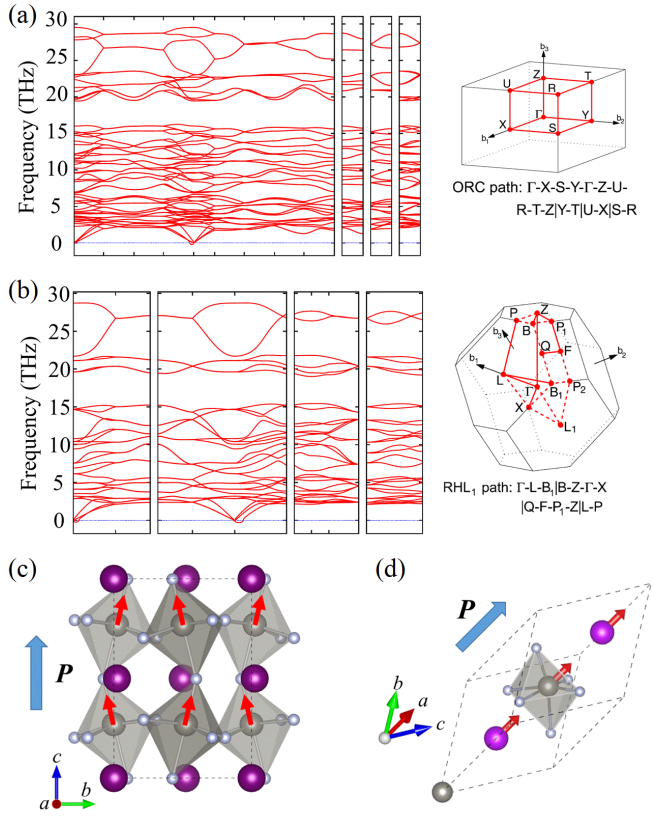 (a)
30
25
20
15
10
5
0
Frequency (THz)
b₃
Z
T
U
R
Γ
Y
X
S
b₁
b₂
ORC path: Γ-X-S-Y-Γ-Z-U-
R-T-Z|Y-T|U-X|S-R
(b)
30
25
20
15
10
5
0
Frequency (THz)
Z
P
B
P₁
b₃
Q
F
b₁
b₂
L
Γ
B₁
P₂
X
L₁
RHL₁ path: Γ-L-B₁|B-Z-Γ-X
|Q-F-P₁-Z|L-P
(c)
P
c
a
b
(d)
P
b
a
c